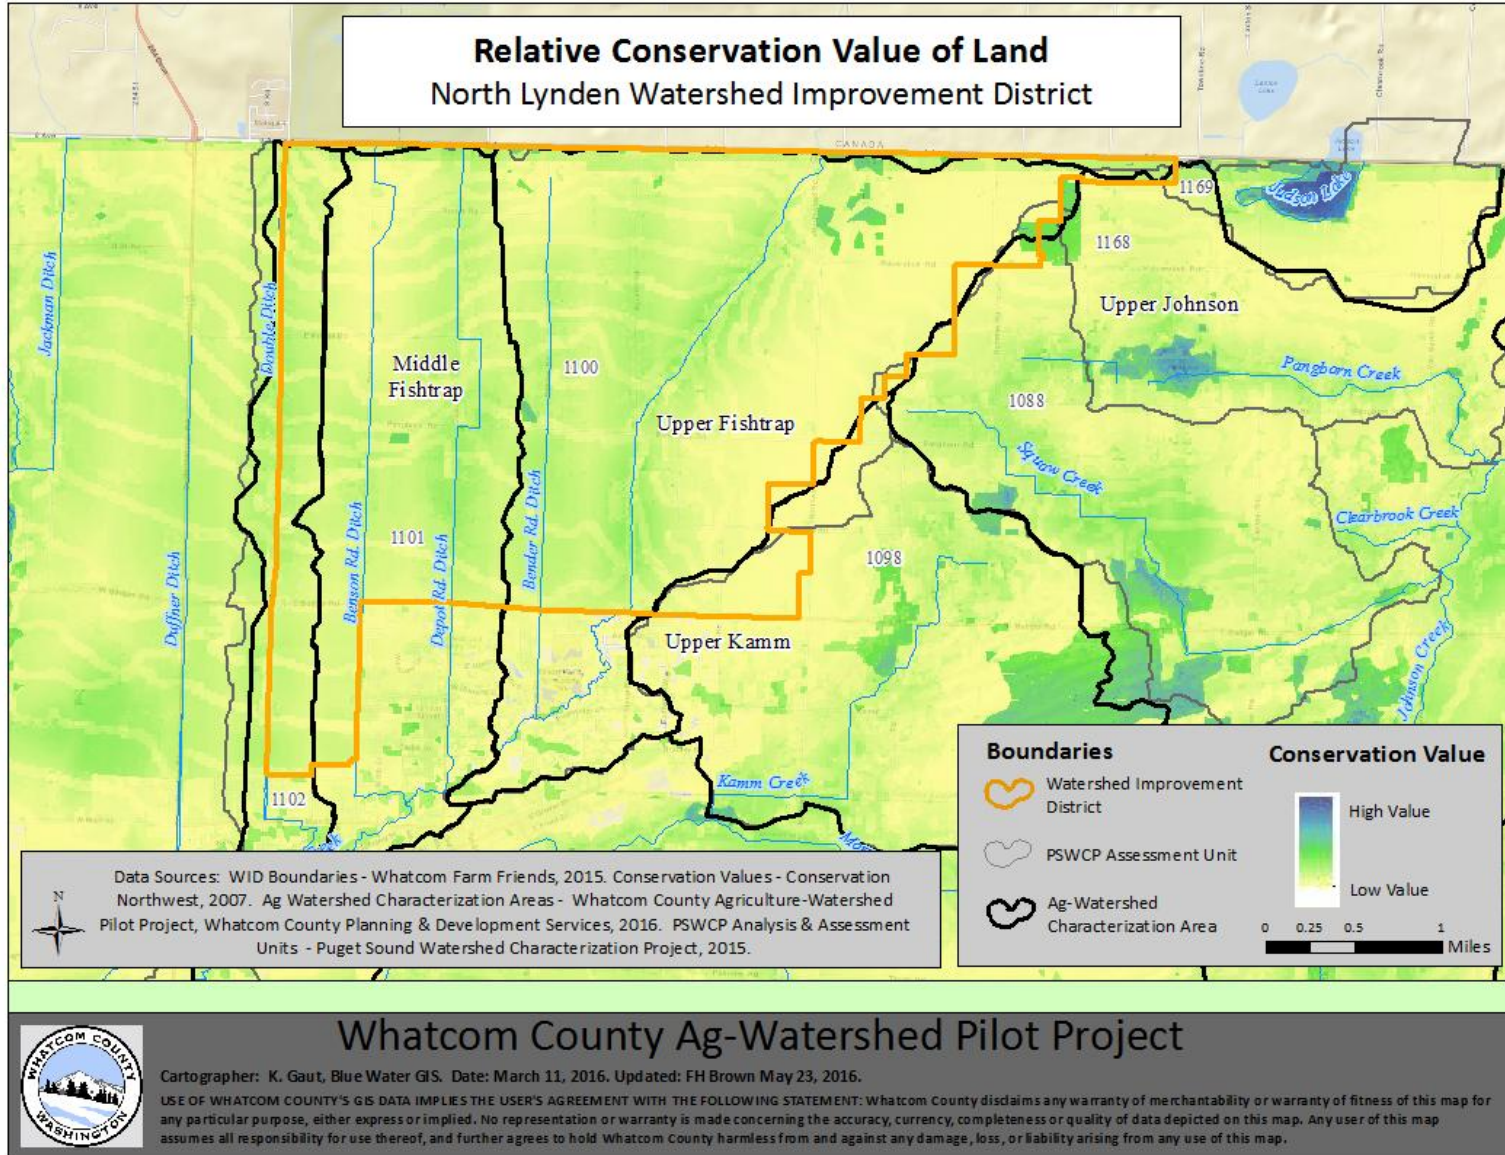 Relative Conservation Value of Land
North Lynden Watershed Improvement District
CANADA
1169
Judson Lake
1168
Upper Johnson
Jackman Ditch
Double Ditch
Middle
Fishtrap
1100
Upper Fishtrap
Pangborn Creek
1088
Squaw Creek
Clearbrook Creek
1101
Benson Rd. Ditch
Depot Rd. Ditch
Bender Rd. Ditch
Duffner Ditch
1098
Upper Kamm
Johnson Creek
Kamm Creek
1102
Boundaries
Watershed Improvement
District
PSWCP Assessment Unit
Ag-Watershed
Characterization Area
Conservation Value
High Value
Low Value
0 0.25 0.5 1
Miles
N
Data Sources: WID Boundaries - Whatcom Farm Friends, 2015. Conservation Values - Conservation
Northwest, 2007. Ag Watershed Characterization Areas - Whatcom County Agriculture-Watershed
Pilot Project, Whatcom County Planning & Development Services, 2016. PSWCP Analysis & Assessment
Units - Puget Sound Watershed Characterization Project, 2015.
WHATCOM COUNTY
WASHINGTON
Whatcom County Ag-Watershed Pilot Project
Cartographer: K. Gaut, Blue Water GIS. Date: March 11, 2016. Updated: FH Brown May 23, 2016.
USE OF WHATCOM COUNTY'S GIS DATA IMPLIES THE USER'S AGREEMENT WITH THE FOLLOWING STATEMENT: Whatcom County disclaims any warranty of merchantability or warranty of fitness of this map for
any particular purpose, either express or implied. No representation or warranty is made concerning the accuracy, currency, completeness or quality of data depicted on this map. Any user of this map
assumes all responsibility for use thereof, and further agrees to hold Whatcom County harmless from and against any damage, loss, or liability arising from any use of this map.